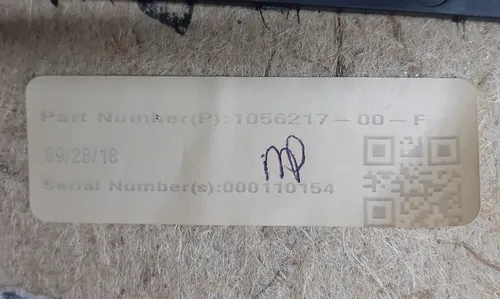 Part Number(P):1056217-00-F
09/28/18
Serial Number(s):000110154